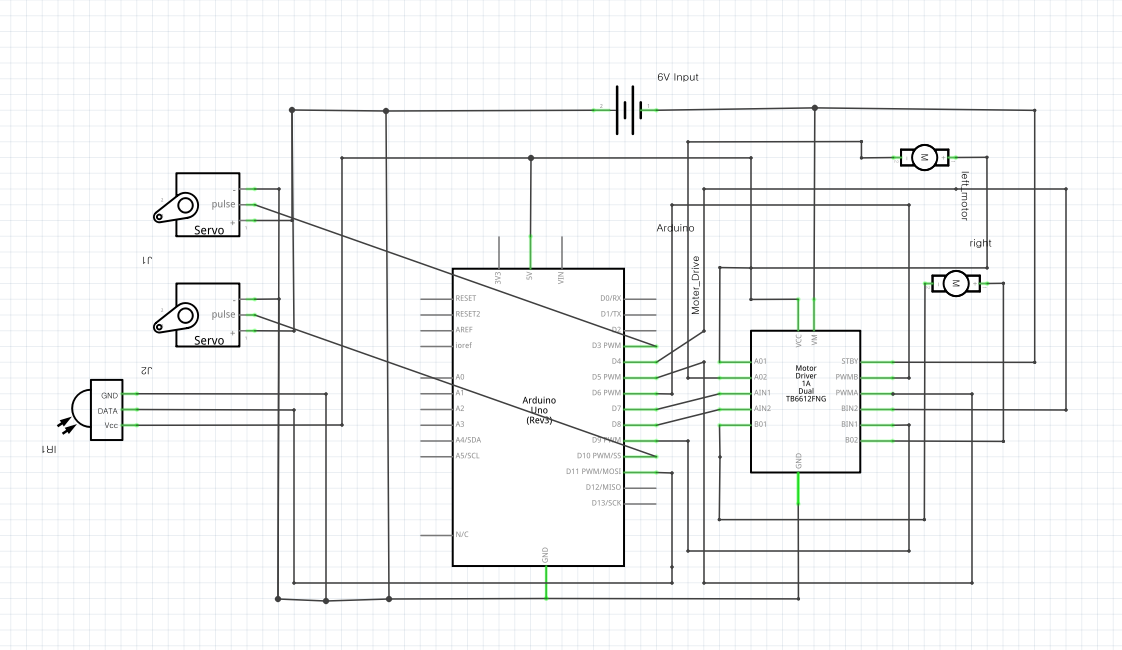 6V Input
2
1
M
left motor
right
M
Arduino
Motor_Drive
-
pulse
+
Servo
J1
-
pulse
+
Servo
J2
GND
DATA
Vcc
IR1
3V3
5V
VIN
RESET
RESET2
AREF
ioref
A0
A1
A2
A3
A4/SDA
A5/SCL
N/C
Arduino
Uno
(Rev3)
D0/RX
D1/TX
D2
D3 PWM
D4
D5 PWM
D6 PWM
D7
D8
D9 PWM
D10 PWM/SS
D11 PWM/MOSI
D12/MISO
D13/SCK
GND
VCC
VM
A01
A02
AIN1
AIN2
B01
Motor
Driver
1A
Dual
TB6612FNG
STBY
PWMB
PWMA
BIN2
BIN1
B02
GND